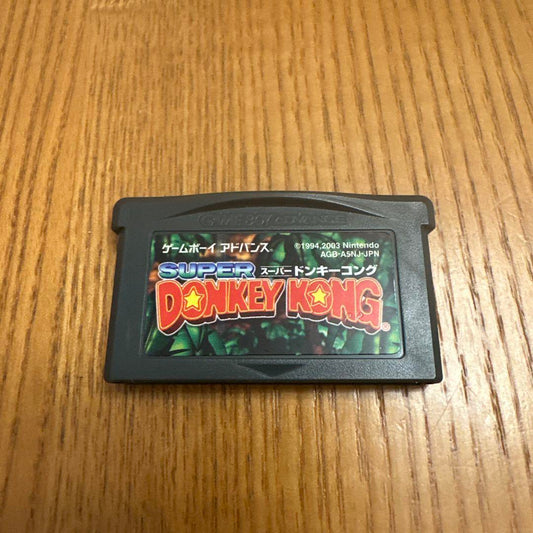 GAME BOY ADVANCE
ゲームボーイ アドバンス
©1994,2003 Nintendo
AGB-A5NJ-JPN
SUPER スーパー ドンキーコング
DONKEY KONG®